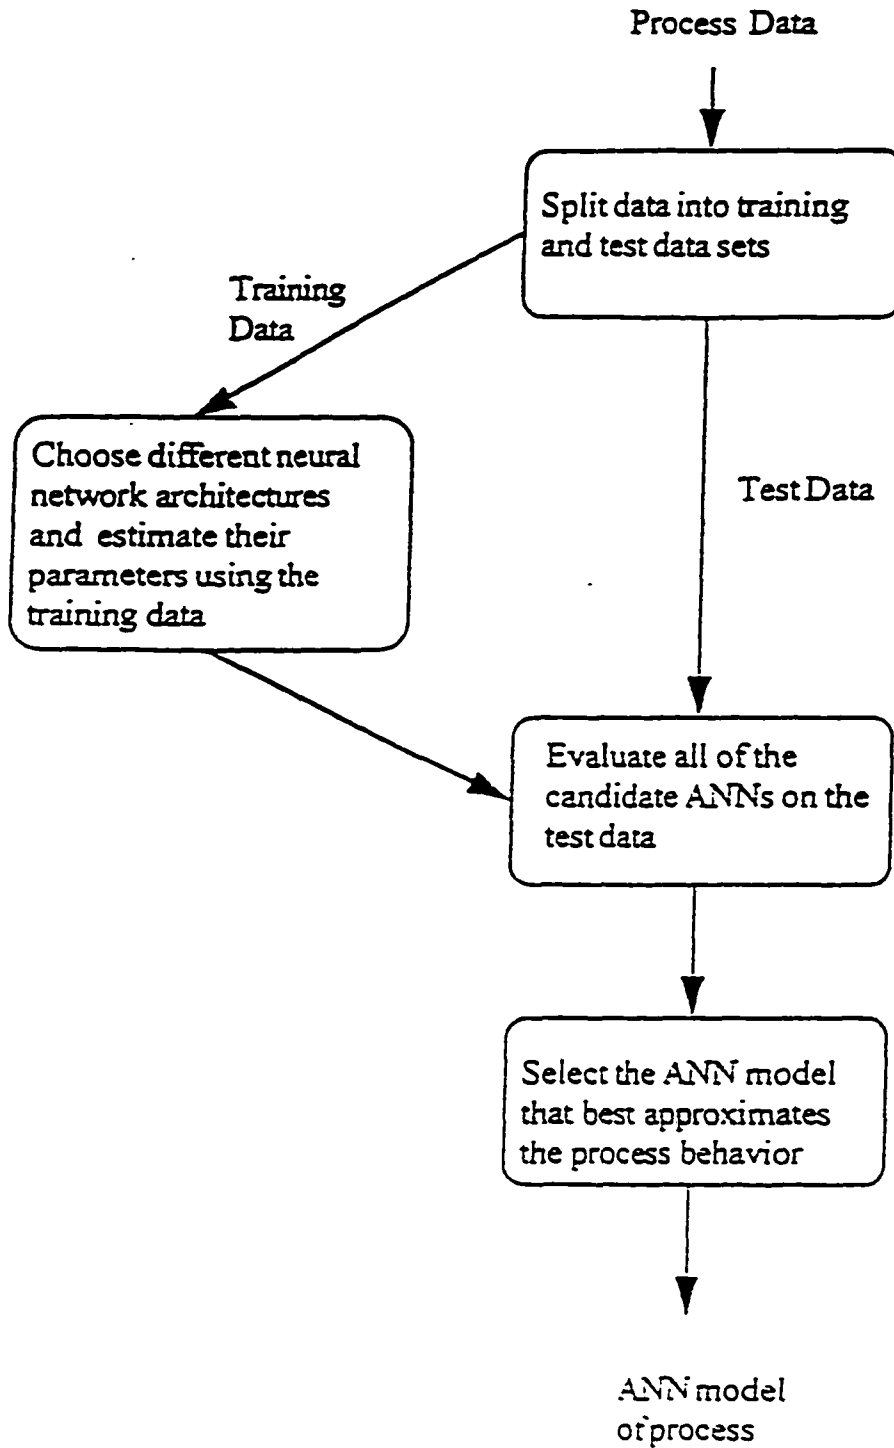 Process Data
Split data into training
and test data sets
Training
Data
Choose different neural
network architectures
and estimate their
parameters using the
training data
Test Data
Evaluate all of the
candidate ANNs on the
test data
Select the ANN model
that best approximates
the process behavior
ANN model
of process